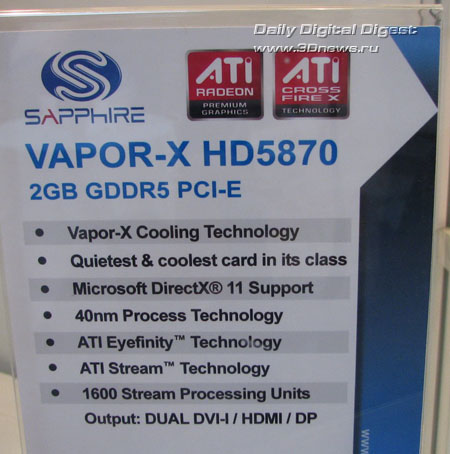 Daily Digital Digest
www.3Dnews.ru
SAPPHIRE
ATI
RADEON
PREMIUM
GRAPHICS
ATI
CROSS
FIRE X
TECHNOLOGY
VAPOR-X HD5870
2GB GDDR5 PCI-E
• Vapor-X Cooling Technology
• Quietest & coolest card in its class
• Microsoft DirectX® 11 Support
• 40nm Process Technology
• ATI Eyefinity™ Technology
• ATI Stream™ Technology
• 1600 Stream Processing Units
Output: DUAL DVI-I / HDMI / DP
www